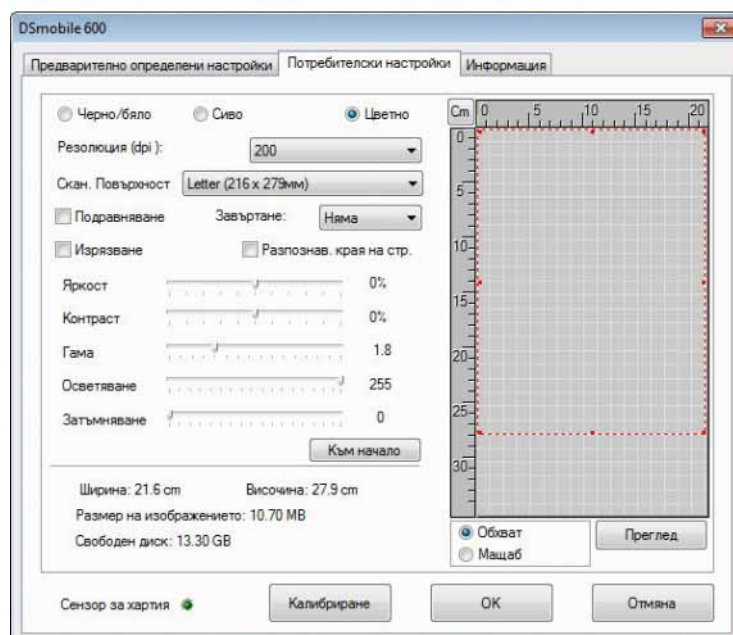 DSmobile 600
Предварително определени настройки Потребителски настройки Информация
Черно/бяло Сиво Цветно
Резолюция (dpi ): 200
Скан. Повърхност Letter (216 x 279мм)
Подравняване Завъртане: Няма
Изрязване Разпознав. края на стр.
Яркост 0%
Контраст 0%
Гама 1.8
Осветяване 255
Затъмняване 0
Към начало
Ширина: 21.6 cm Височина: 27.9 cm
Размер на изображението: 10.70 MB
Свободен диск: 13.30 GB
Cm 0 5 10 15 20
0
5
10
15
20
25
30
Обхват
Мащаб
Преглед
Сензор за хартия Калибриране OK Отмяна